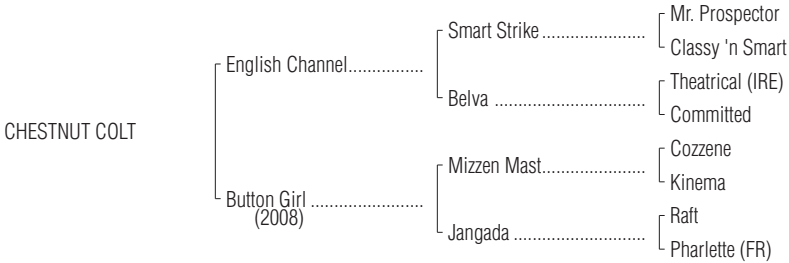 Mr. Prospector
Smart Strike......................
Classy 'n Smart
English Channel................
Theatrical (IRE)
Belva ................................
Committed
CHESTNUT COLT
Cozzene
Mizzen Mast......................
Kinema
Button Girl ........................
(2008)
Raft
Jangada ............................
Pharlette (FR)